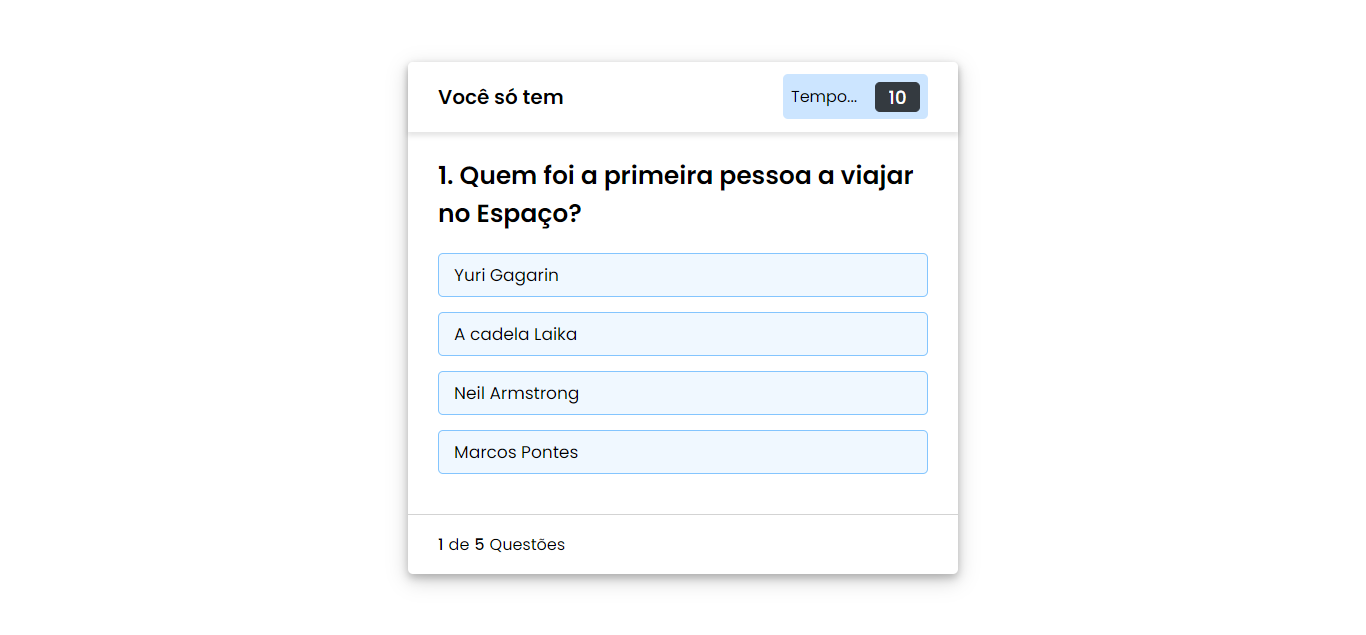 Você só tem
Tempo... 10
1. Quem foi a primeira pessoa a viajar
no Espaço?
Yuri Gagarin
A cadela Laika
Neil Armstrong
Marcos Pontes
1 de 5 Questões